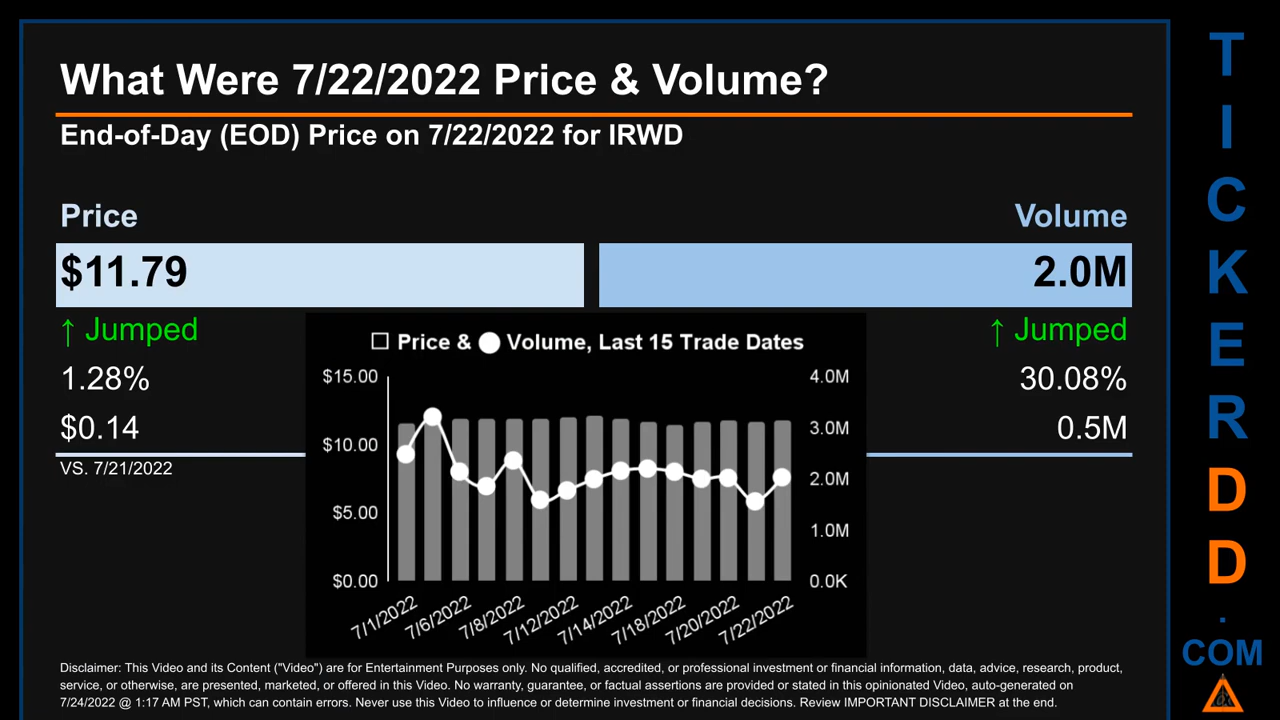 What Were 7/22/2022 Price & Volume?
End-of-Day (EOD) Price on 7/22/2022 for IRWD
Price
Volume
$11.79
2.0M
↑ Jumped
↑ Jumped
1.28%
30.08%
$0.14
0.5M
VS. 7/21/2022
Price & Volume, Last 15 Trade Dates
$15.00
$10.00
$5.00
$0.00
4.0M
3.0M
2.0M
1.0M
0.0K
7/1/2022
7/6/2022
7/8/2022
7/12/2022
7/14/2022
7/18/2022
7/20/2022
7/22/2022
Disclaimer: This Video and its Content ("Video") are for Entertainment Purposes only. No qualified, accredited, or professional investment or financial information, data, advice, research, product,
service, or otherwise, are presented, marketed, or offered in this Video. No warranty, guarantee, or factual assertions are provided or stated in this opinionated Video, auto-generated on
7/24/2022 @ 1:17 AM PST, which can contain errors. Never use this Video to influence or determine investment or financial decisions. Review IMPORTANT DISCLAIMER at the end.
T
I
C
K
E
R
D
D
.
COM